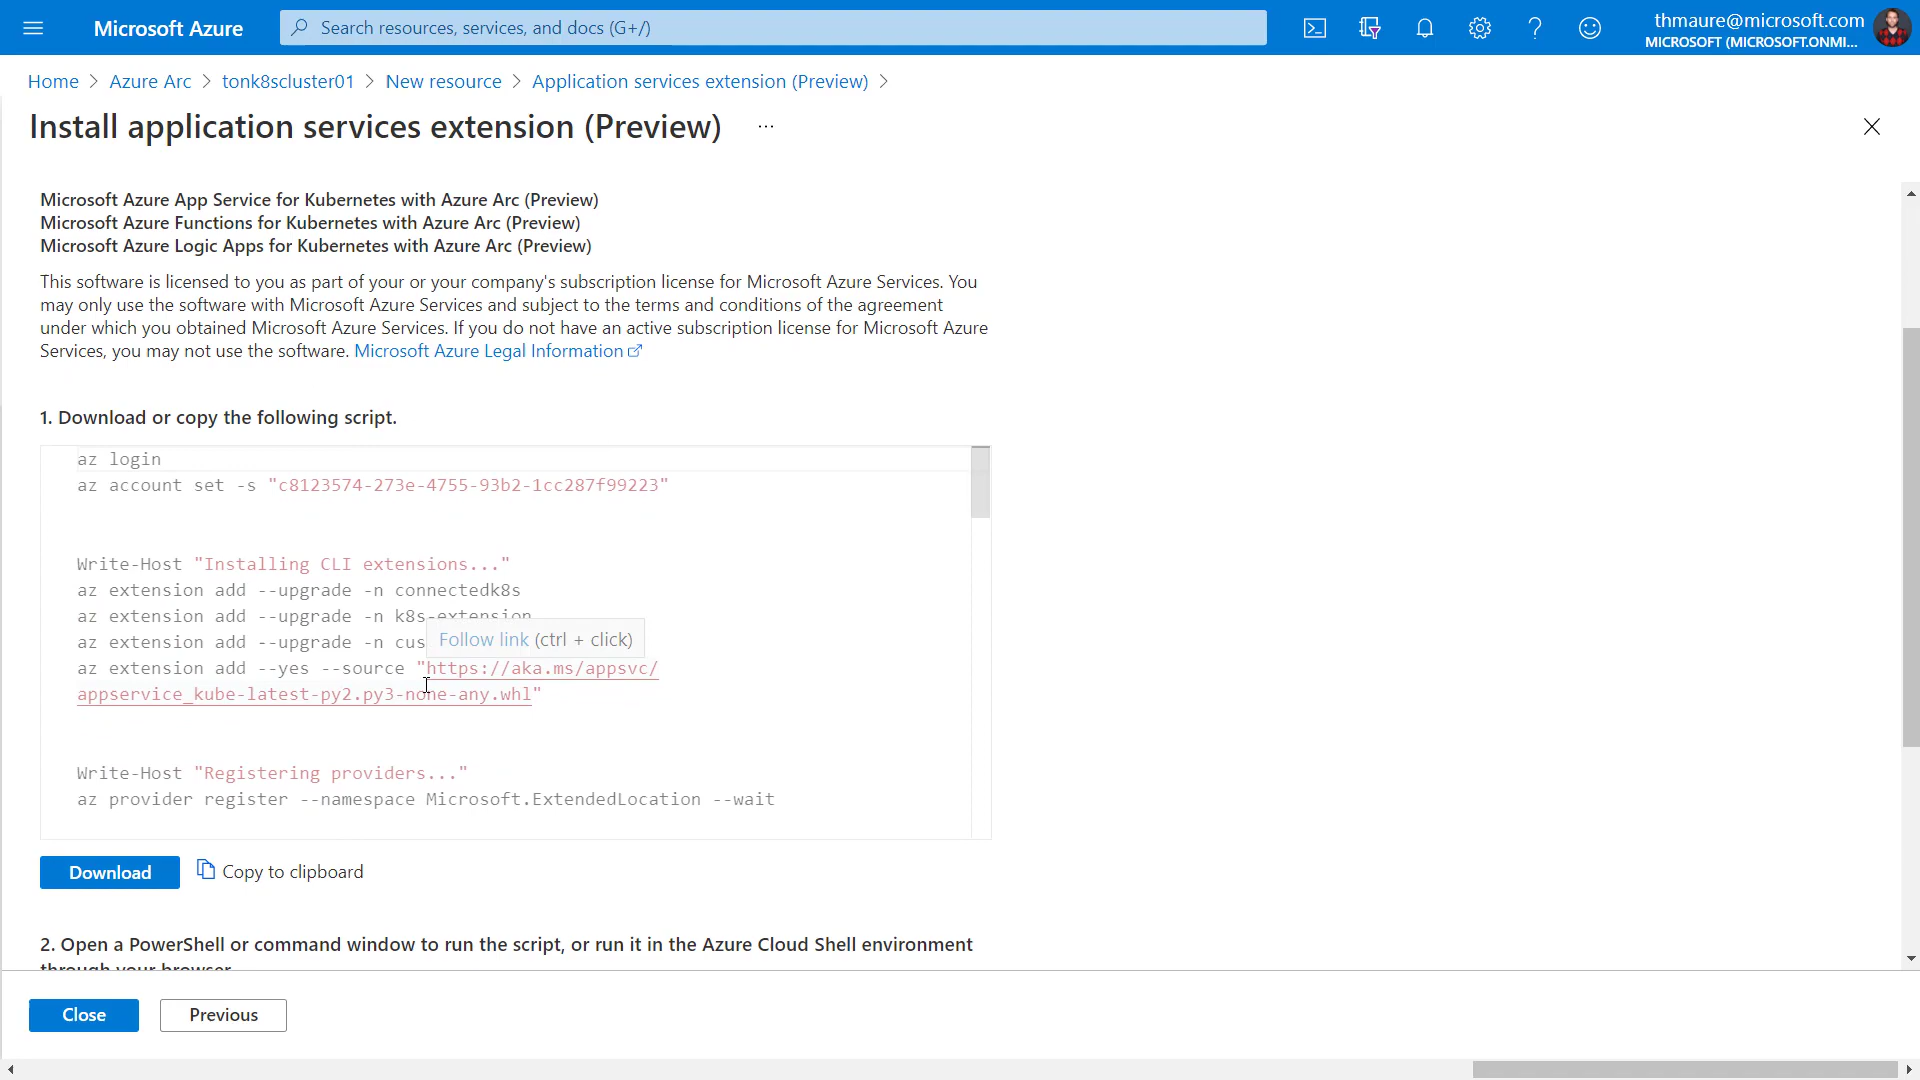 Microsoft Azure
Search resources, services, and docs (G+/)
thmaure@microsoft.com
MICROSOFT (MICROSOFT.ONMI...
Home > Azure Arc > tonk8scluster01 > New resource > Application services extension (Preview) >
Install application services extension (Preview) ...
Microsoft Azure App Service for Kubernetes with Azure Arc (Preview)
Microsoft Azure Functions for Kubernetes with Azure Arc (Preview)
Microsoft Azure Logic Apps for Kubernetes with Azure Arc (Preview)
This software is licensed to you as part of your or your company's subscription license for Microsoft Azure Services. You
may only use the software with Microsoft Azure Services and subject to the terms and conditions of the agreement
under which you obtained Microsoft Azure Services. If you do not have an active subscription license for Microsoft Azure
Services, you may not use the software. Microsoft Azure Legal Information
1. Download or copy the following script.
az login
az account set -s "c8123574-273e-4755-93b2-1cc287f99223"
Write-Host "Installing CLI extensions..."
az extension add --upgrade -n connectedk8s
az extension add --upgrade -n k8s-extension
az extension add --upgrade -n cus
Follow link (ctrl + click)
az extension add --yes --source "https://aka.ms/appsvc/
appservice_kube-latest-py2.py3-none-any.whl"
Write-Host "Registering providers..."
az provider register --namespace Microsoft.ExtendedLocation --wait
Download
Copy to clipboard
2. Open a PowerShell or command window to run the script, or run it in the Azure Cloud Shell environment
through your browser
Close
Previous